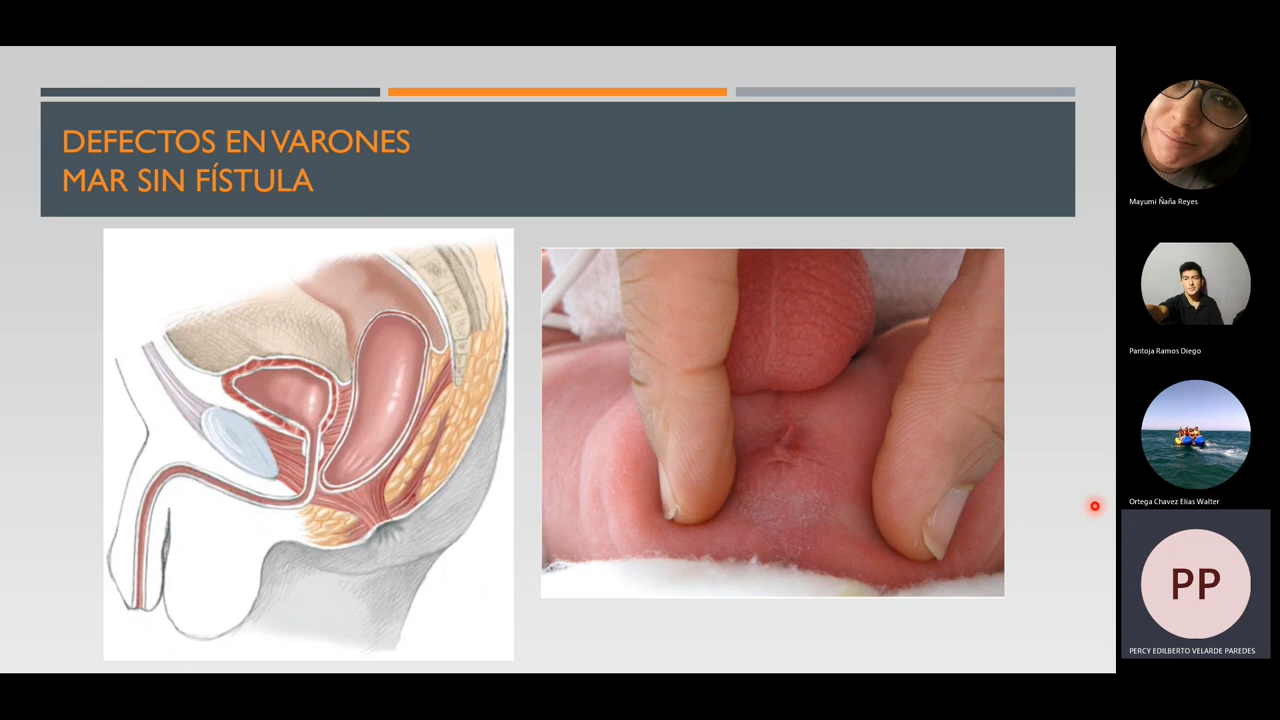 DEFECTOS EN VARONES
MAR SIN FÍSTULA
Mayumi Ñaña Reyes
Pantoja Ramos Diego
Ortega Chavez Elias Walter
PP
PERCY EDILBERTO VELARDE PAREDES